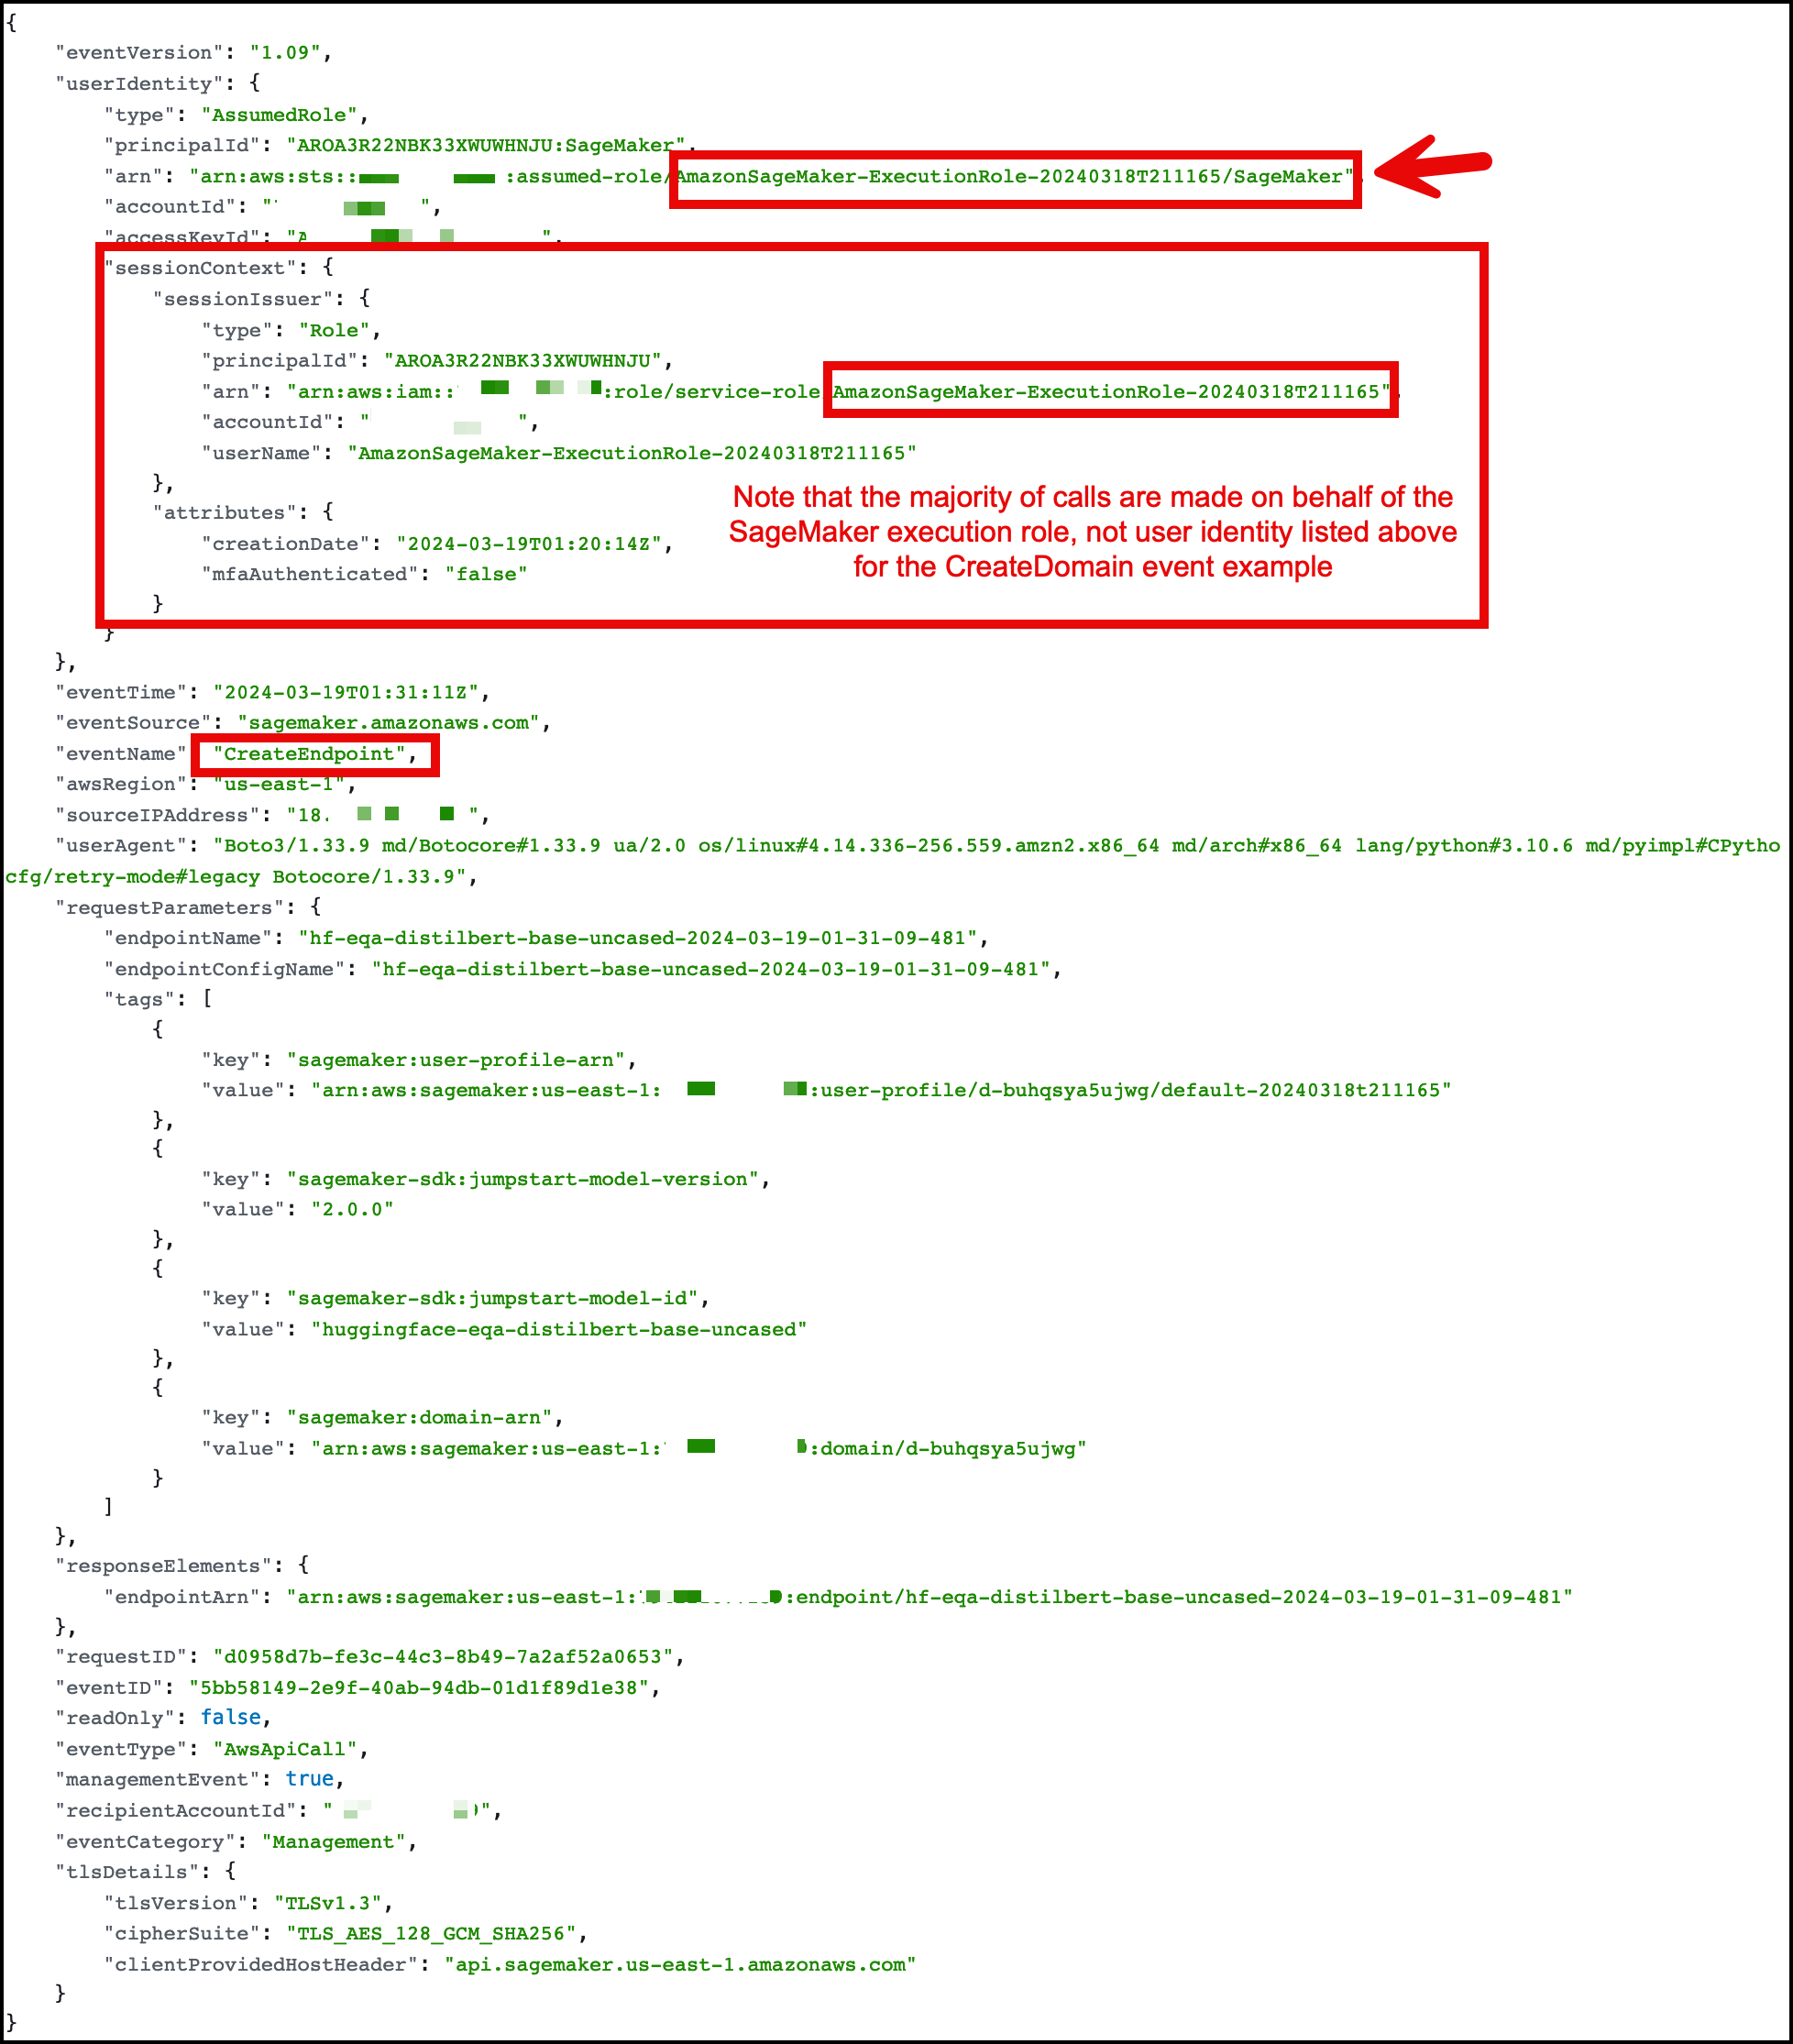 {
"eventVersion": "1.09",
"userIdentity": {
"type": "AssumedRole",
"principalId": "AROA3R22NBK33XWUWHNJU:SageMaker",
"arn": "arn:aws:sts:: :assumed-role/AmazonSageMaker-ExecutionRole-20240318T211165/SageMaker",
"accountId": " ",
"accessKeyId": "A ",
"sessionContext": {
"sessionIssuer": {
"type": "Role",
"principalId": "AROA3R22NBK33XWUWHNJU",
"arn": "arn:aws:iam:: :role/service-role AmazonSageMaker-ExecutionRole-20240318T211165",
"accountId": " ",
"userName": "AmazonSageMaker-ExecutionRole-20240318T211165"
},
"attributes": {
"creationDate": "2024-03-19T01:20:14Z",
"mfaAuthenticated": "false"
}
Note that the majority of calls are made on behalf of the
SageMaker execution role, not user identity listed above
for the CreateDomain event example
}
},
"eventTime": "2024-03-19T01:31:11Z",
"eventSource": "sagemaker.amazonaws.com",
"eventName" "CreateEndpoint",
"awsRegion": "us-east-1",
"sourceIPAddress": "18. ",
"userAgent": "Boto3/1.33.9 md/Botocore#1.33.9 ua/2.0 os/linux#4.14.336-256.559.amzn2.x86_64 md/arch#x86_64 lang/python#3.10.6 md/pyimpl#CPytho
cfg/retry-mode#legacy Botocore/1.33.9",
"requestParameters": {
"endpointName": "hf-eqa-distilbert-base-uncased-2024-03-19-01-31-09-481",
"endpointConfigName": "hf-eqa-distilbert-base-uncased-2024-03-19-01-31-09-481",
"tags": [
{
"key": "sagemaker:user-profile-arn",
"value": "arn:aws:sagemaker:us-east-1: :user-profile/d-buhqsya5ujwg/default-20240318t211165"
},
{
"key": "sagemaker-sdk:jumpstart-model-version",
"value": "2.0.0"
},
{
"key": "sagemaker-sdk:jumpstart-model-id",
"value": "huggingface-eqa-distilbert-base-uncased"
},
{
"key": "sagemaker:domain-arn",
"value": "arn:aws:sagemaker:us-east-1: :domain/d-buhqsya5ujwg"
}
]
},
"responseElements": {
"endpointArn": "arn:aws:sagemaker:us-east-1: :endpoint/hf-eqa-distilbert-base-uncased-2024-03-19-01-31-09-481"
},
"requestID": "d0958d7b-fe3c-44c3-8b49-7a2af52a0653",
"eventID": "5bb58149-2e9f-40ab-94db-01d1f89d1e38",
"readOnly": false,
"eventType": "AwsApiCall",
"managementEvent": true,
"recipientAccountId": " ",
"eventCategory": "Management",
"tlsDetails": {
"tlsVersion": "TLSv1.3",
"cipherSuite": "TLS_AES_128_GCM_SHA256",
"clientProvidedHostHeader": "api.sagemaker.us-east-1.amazonaws.com"
}
}